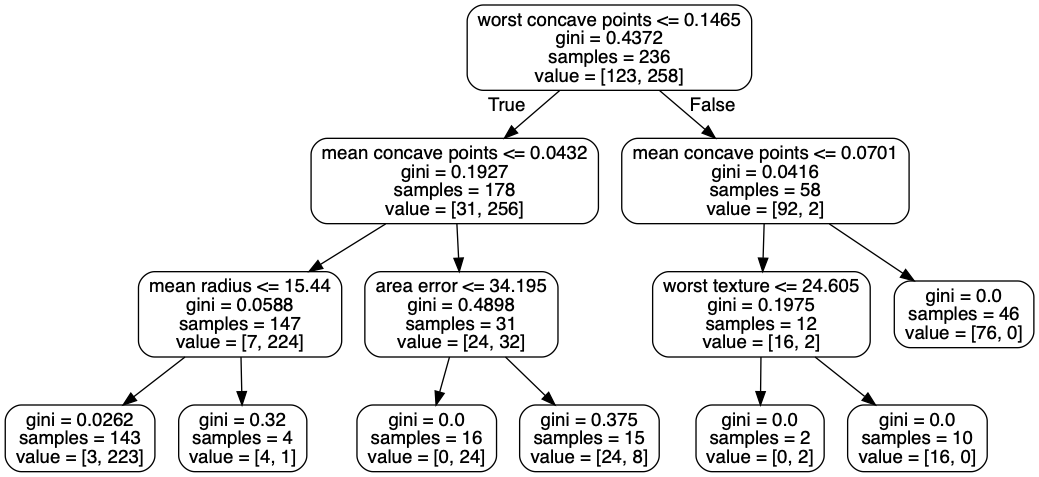 worst concave points <= 0.1465
gini = 0.4372
samples = 236
value = [123, 258]
True
False
mean concave points <= 0.0432
gini = 0.1927
samples = 178
value = [31, 256]
mean concave points <= 0.0701
gini = 0.0416
samples = 58
value = [92, 2]
mean radius <= 15.44
gini = 0.0588
samples = 147
value = [7, 224]
area error <= 34.195
gini = 0.4898
samples = 31
value = [24, 32]
worst texture <= 24.605
gini = 0.1975
samples = 12
value = [16, 2]
gini = 0.0
samples = 46
value = [76, 0]
gini = 0.0262
samples = 143
value = [3, 223]
gini = 0.32
samples = 4
value = [4, 1]
gini = 0.0
samples = 16
value = [0, 24]
gini = 0.375
samples = 15
value = [24, 8]
gini = 0.0
samples = 2
value = [0, 2]
gini = 0.0
samples = 10
value = [16, 0]